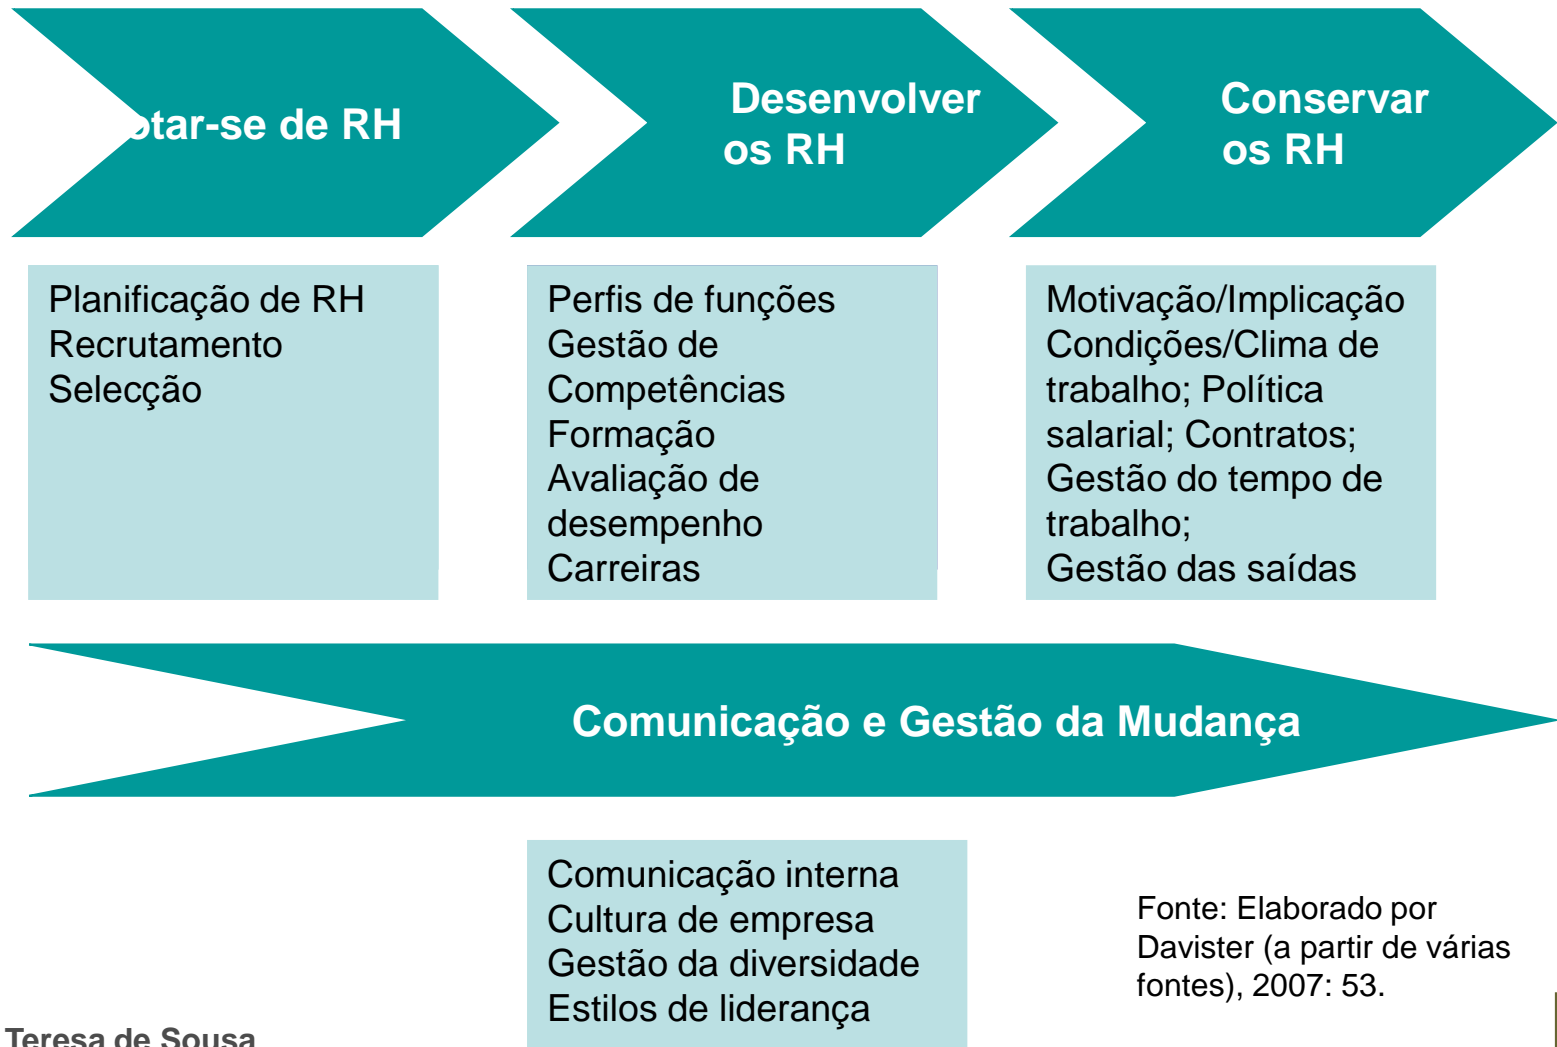 otar-se de RH
Desenvolver
os RH
Conservar
os RH
Planificação de RH
Recrutamento
Selecção
Perfis de funções
Gestão de
Competências
Formação
Avaliação de
desempenho
Carreiras
Motivação/Implicação
Condições/Clima de
trabalho; Política
salarial; Contratos;
Gestão do tempo de
trabalho;
Gestão das saídas
Comunicação e Gestão da Mudança
Comunicação interna
Cultura de empresa
Gestão da diversidade
Estilos de liderança
Fonte: Elaborado por
Davister (a partir de várias
fontes), 2007: 53.
Teresa de Sousa